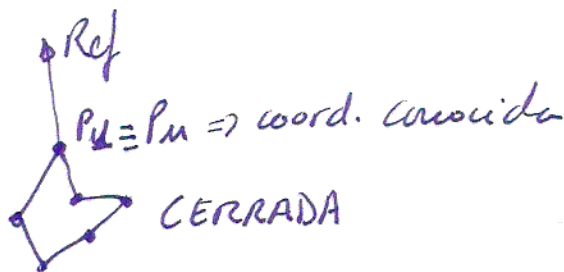 Ref
P1 ≡ Pn => coord. conocida
CERRADA